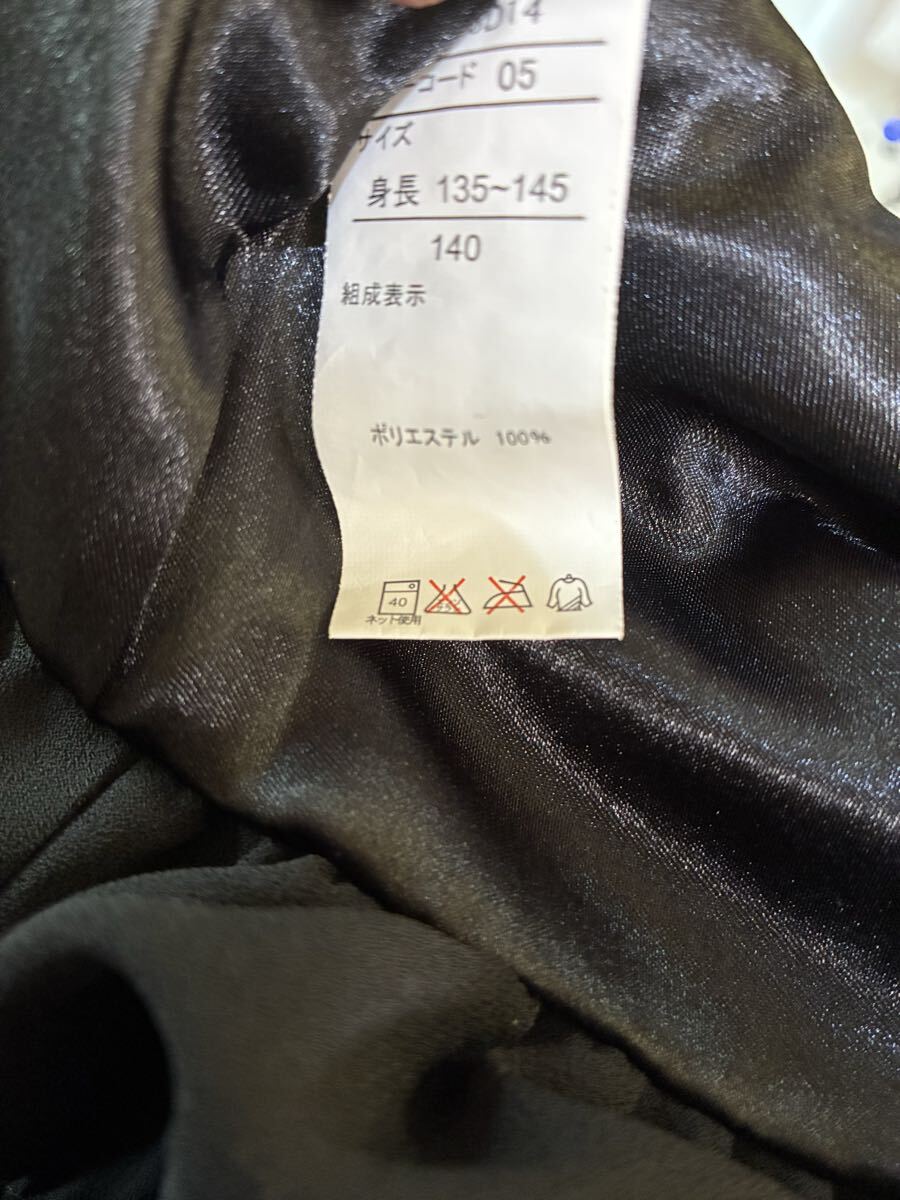 D14
コード 05
サイズ
身長 135~145
140
組成表示
ポリエステル 100%
40
ネット使用